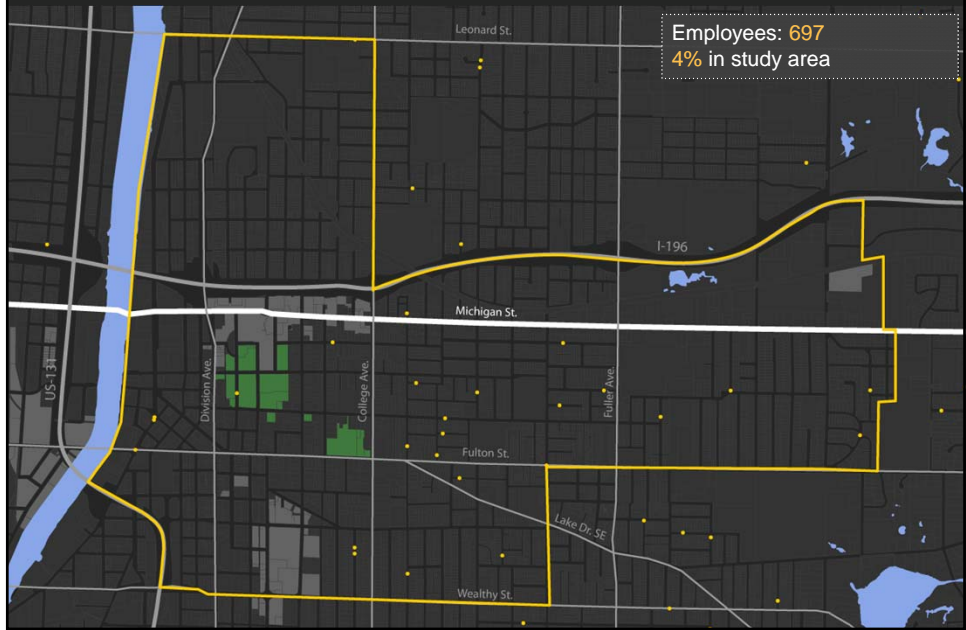 Leonard St.
Employees: 697
4% in study area
I-196
Michigan St.
US-131
Division Ave.
College Ave.
Fuller Ave.
Fulton St.
Lake Dr. SE
Wealthy St.